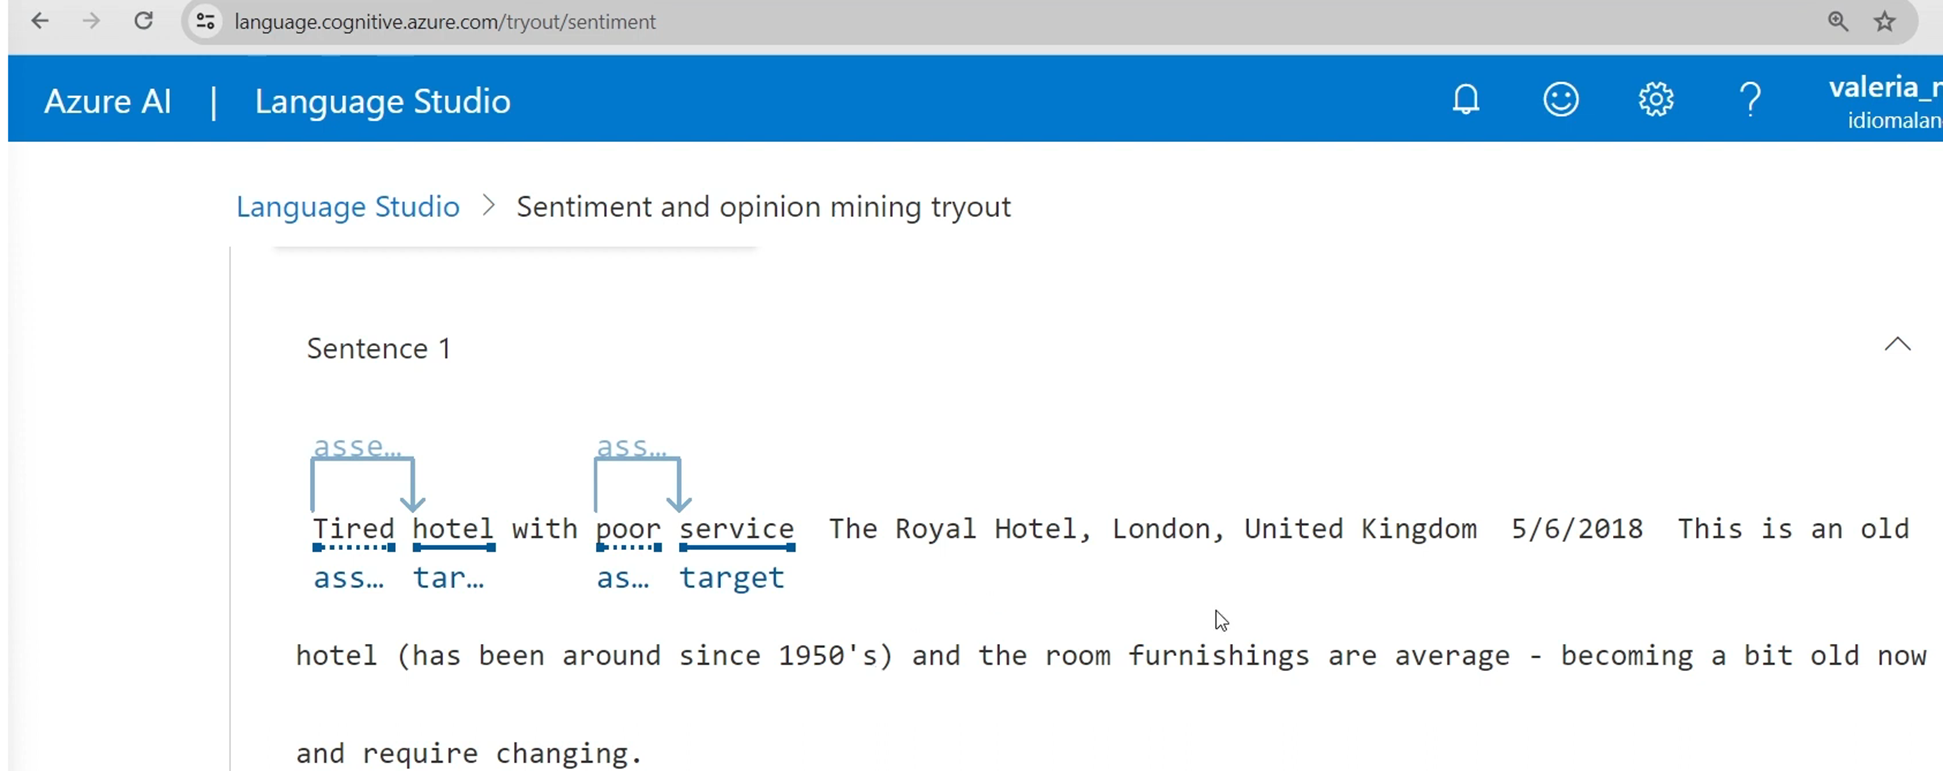 language.cognitive.azure.com/tryout/sentiment
Azure AI | Language Studio
valeria_r
idiomalan
Language Studio > Sentiment and opinion mining tryout
Sentence 1
asse… ass…
Tired hotel with poor service The Royal Hotel, London, United Kingdom 5/6/2018 This is an old
ass… tar… as… target
hotel (has been around since 1950's) and the room furnishings are average - becoming a bit old now
and require changing.